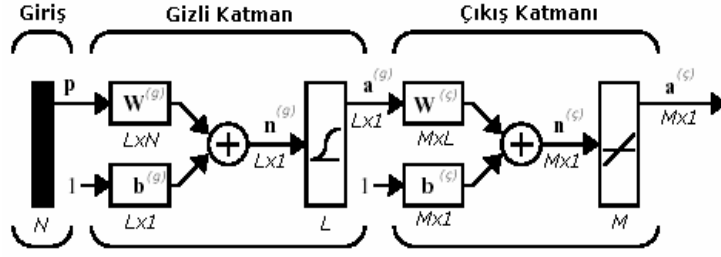 Giriş Gizli Katman Çıkış Katmanı
p W(g) n(g) a(g) W(ç) n(ç) a(ç)
LxN Lx1 Lx1 MxL Mx1 Mx1
1 b(g) 1 b(ç)
N Lx1 L Mx1 M